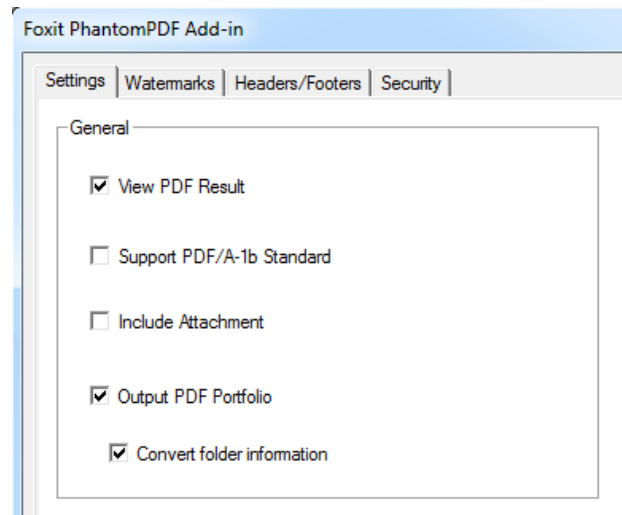 Foxit PhantomPDF Add-in
Settings Watermarks Headers/Footers Security
General
View PDF Result
Support PDF/A-1b Standard
Include Attachment
Output PDF Portfolio
Convert folder information